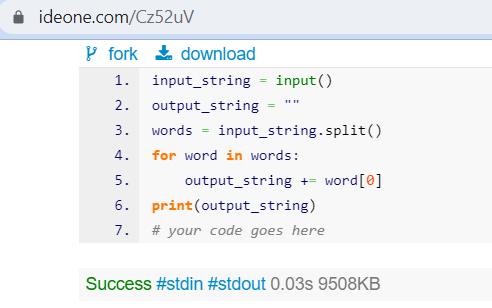 ideone.com/Cz52uV
fork download
1. input_string = input()
2. output_string = ""
3. words = input_string.split()
4. for word in words:
5.     output_string += word[0]
6. print(output_string)
7. # your code goes here
Success #stdin #stdout 0.03s 9508KB